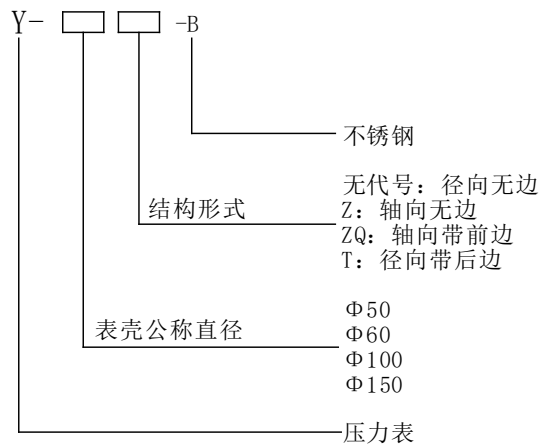 Y- -B
不锈钢
无代号：径向无边
结构形式
Z：轴向无边
ZQ：轴向带前边
T：径向带后边
Φ50
表壳公称直径
Φ60
Φ100
Φ150
压力表